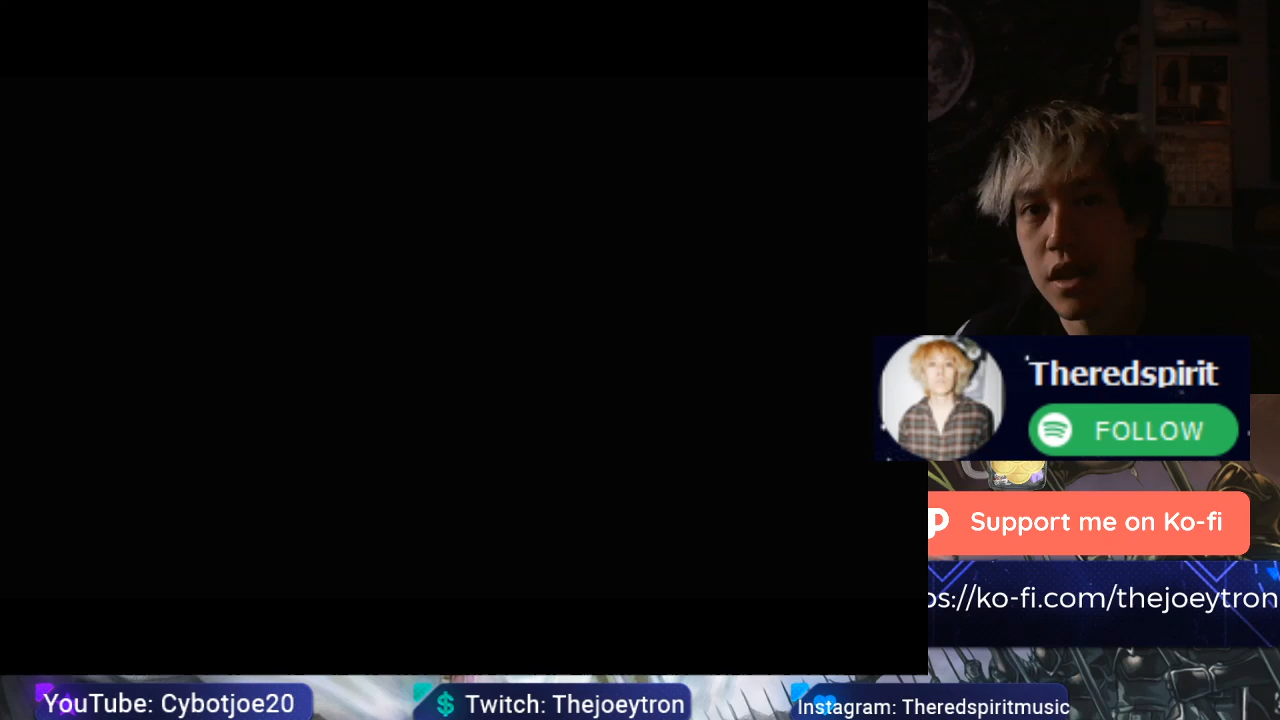 Theredspirit
FOLLOW
Support me on Ko-fi
ps://ko-fi.com/thejoeytron
YouTube: Cybotjoe20
Twitch: Thejoeytron
Instagram: Theredspiritmusic